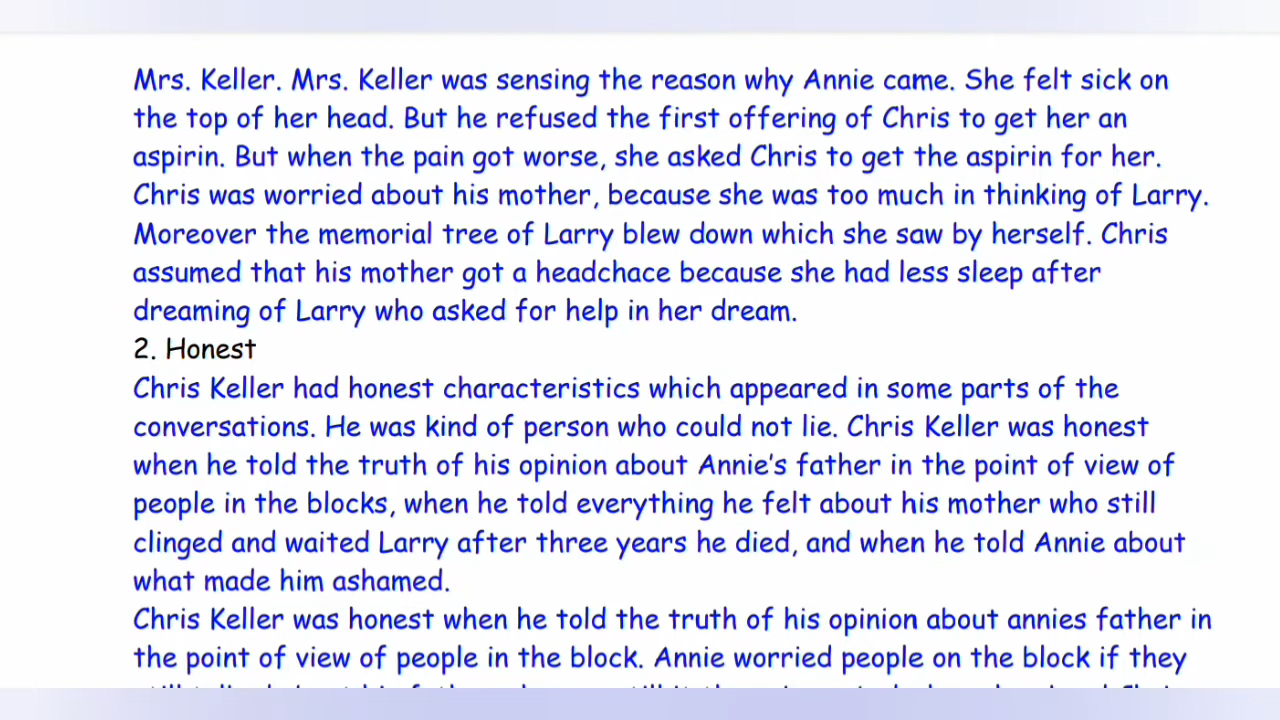 Mrs. Keller. Mrs. Keller was sensing the reason why Annie came. She felt sick on
the top of her head. But he refused the first offering of Chris to get her an
aspirin. But when the pain got worse, she asked Chris to get the aspirin for her.
Chris was worried about his mother, because she was too much in thinking of Larry.
Moreover the memorial tree of Larry blew down which she saw by herself. Chris
assumed that his mother got a headchace because she had less sleep after
dreaming of Larry who asked for help in her dream.
2. Honest
Chris Keller had honest characteristics which appeared in some parts of the
conversations. He was kind of person who could not lie. Chris Keller was honest
when he told the truth of his opinion about Annie's father in the point of view of
people in the blocks, when he told everything he felt about his mother who still
clinged and waited Larry after three years he died, and when he told Annie about
what made him ashamed.
Chris Keller was honest when he told the truth of his opinion about annies father in
the point of view of people in the block. Annie worried people on the block if they